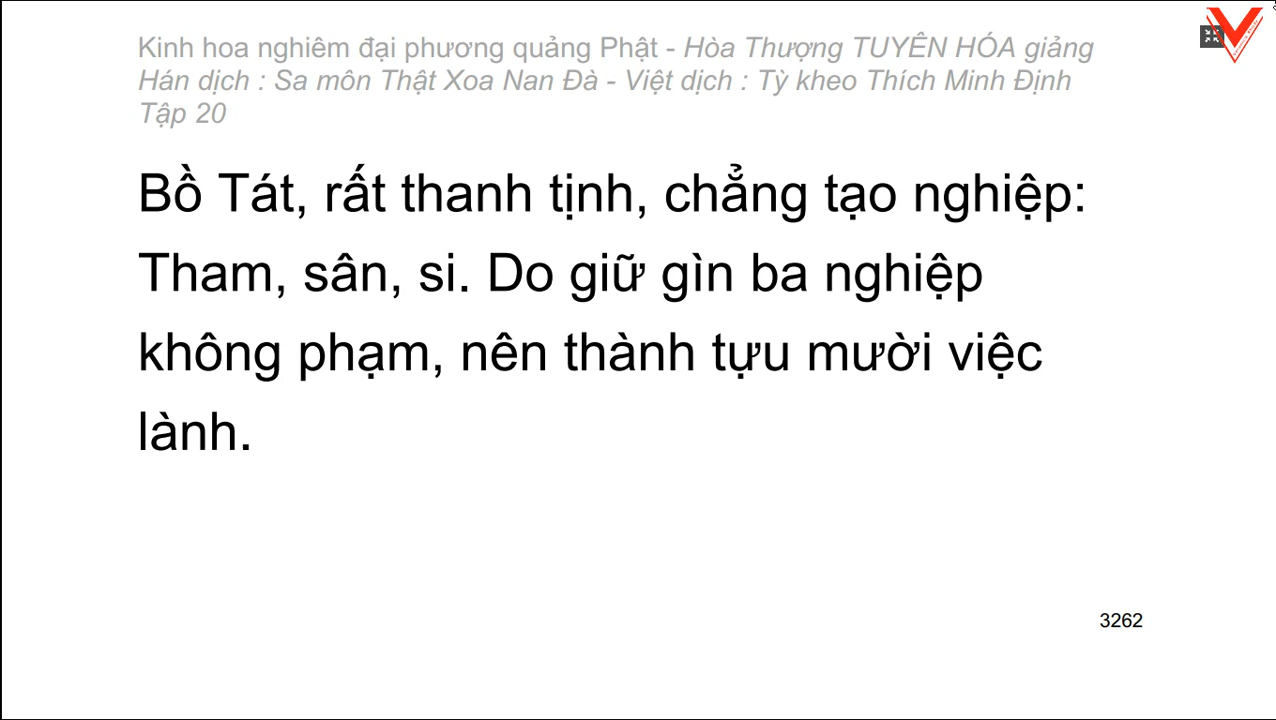 Kinh hoa nghiêm đại phương quảng Phật - Hòa Thượng TUYÊN HÓA giảng
Hán dịch : Sa môn Thật Xoa Nan Đà - Việt dịch : Tỳ kheo Thích Minh Định
Tập 20
Bồ Tát, rất thanh tịnh, chẳng tạo nghiệp:
Tham, sân, si. Do giữ gìn ba nghiệp
không phạm, nên thành tựu mười việc
lành.
3262